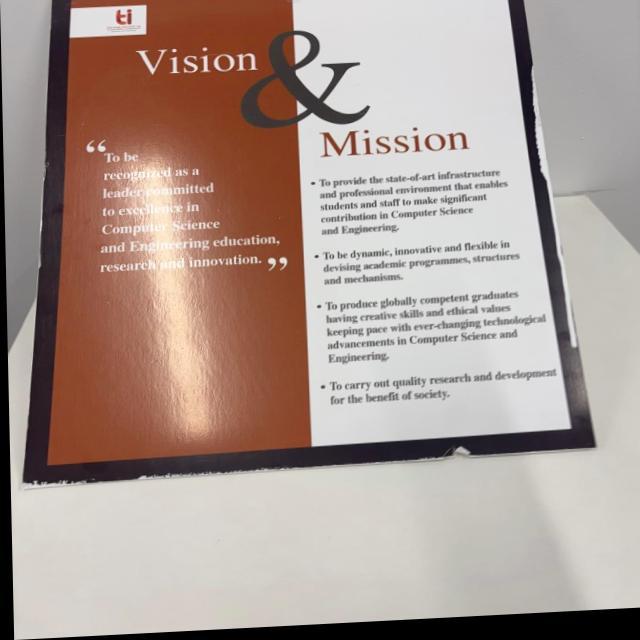 ti
Vision
&
Mission
“ To be
recognized as a
leader committed
to excellence in
Computer Science
and Engineering education,
research and innovation. ”
• To provide the state-of-art infrastructure
and professional environment that enables
students and staff to make significant
contribution in Computer Science
and Engineering.
• To be dynamic, innovative and flexible in
devising academic programmes, structures
and mechanisms.
• To produce globally competent graduates
having creative skills and ethical values
keeping pace with ever-changing technological
advancements in Computer Science and
Engineering.
• To carry out quality research and development
for the benefit of society.